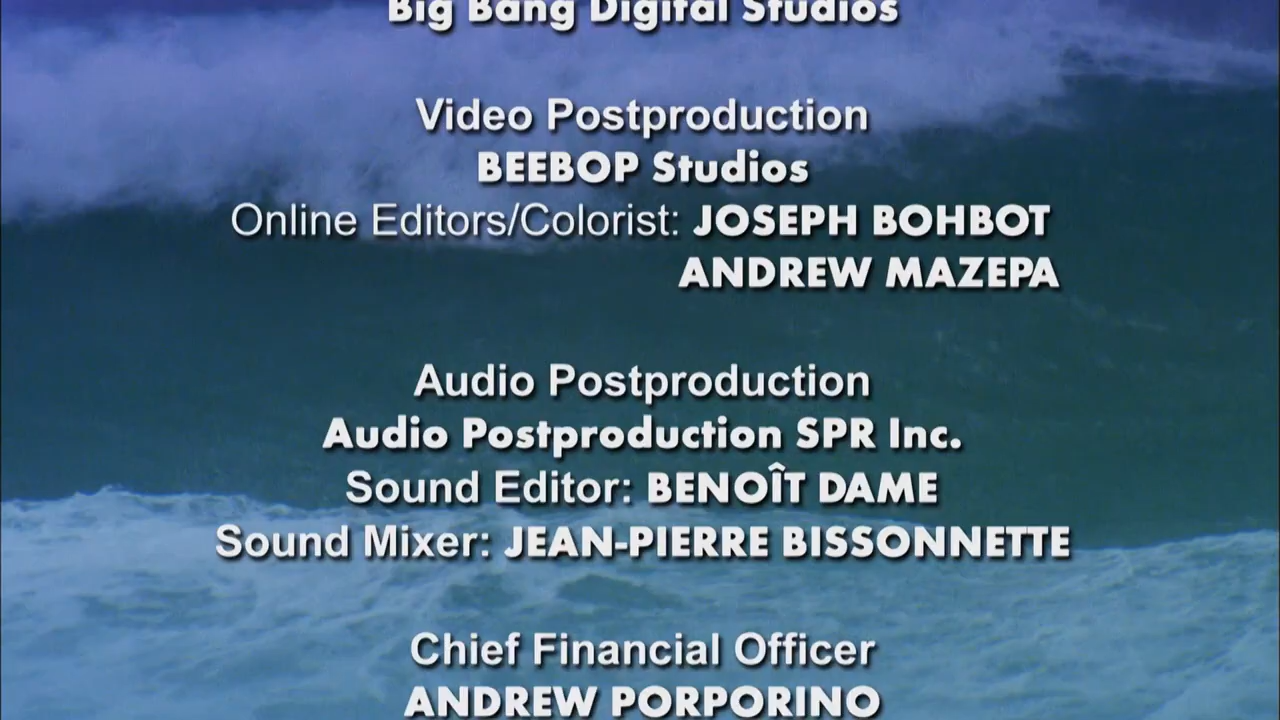 Big Bang Digital Studios
Video Postproduction
BEEBOP Studios
Online Editors/Colorist: JOSEPH BOHBOT
ANDREW MAZEPA
Audio Postproduction
Audio Postproduction SPR Inc.
Sound Editor: BENOÎT DAME
Sound Mixer: JEAN-PIERRE BISSONNETTE
Chief Financial Officer
ANDREW PORPORINO